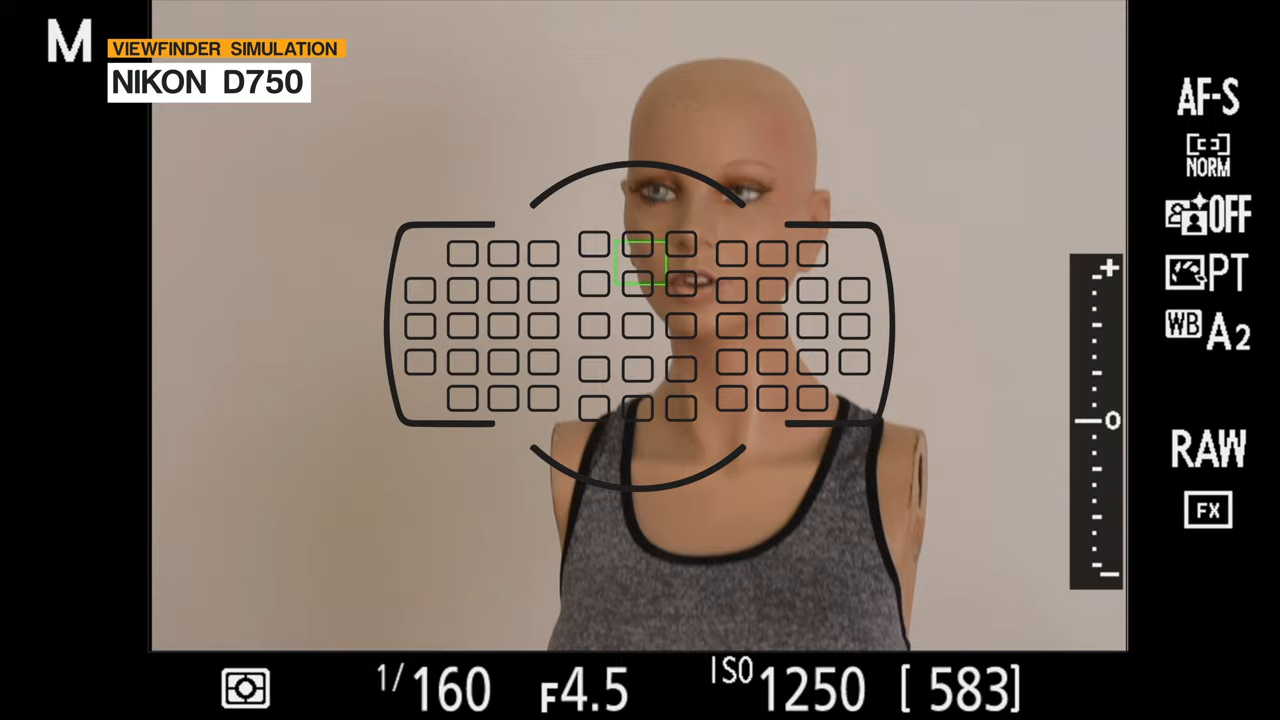 M
VIEWFINDER SIMULATION
NIKON D750
AF-S
NORM
OFF
PT
WB A2
+
0
–
RAW
FX
1/160 F4.5 ISO 1250 [ 583]